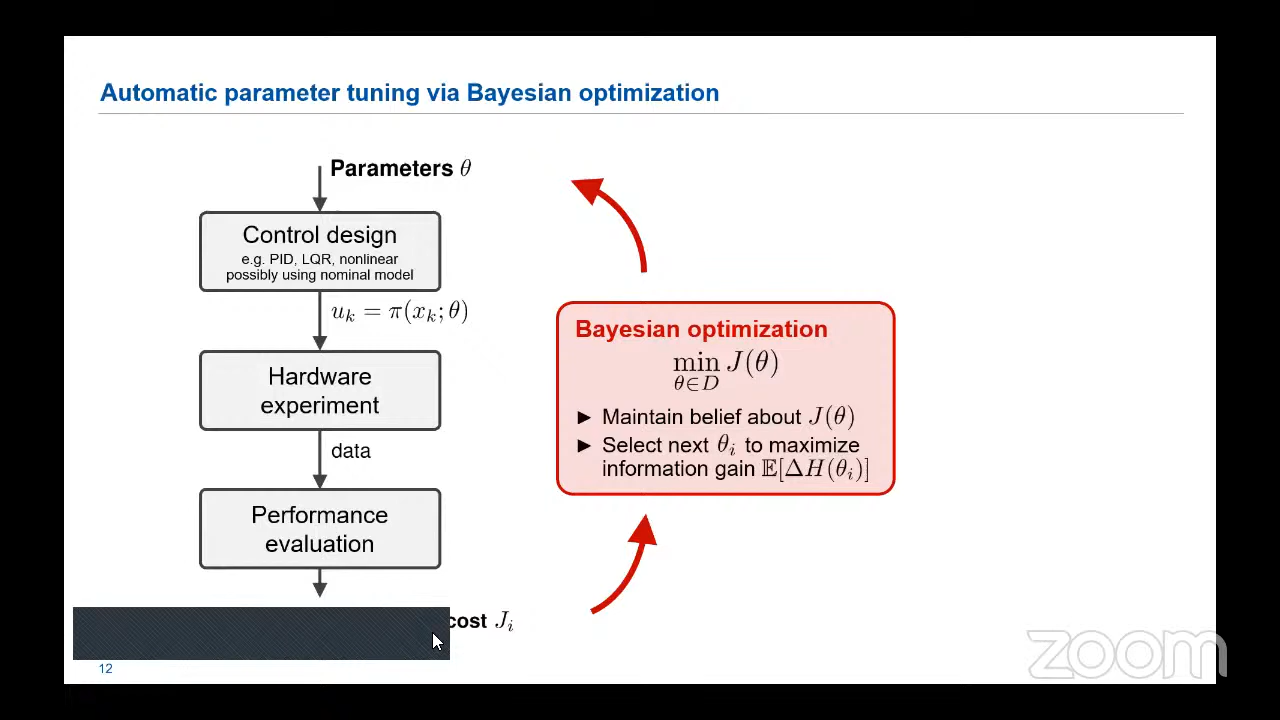 Automatic parameter tuning via Bayesian optimization
Parameters θ
Control design
e.g. PID, LQR, nonlinear
possibly using nominal model
u_k = π(x_k; θ)
Hardware
experiment
data
Performance
evaluation
cost J_i
Bayesian optimization
min J(θ)
θ∈D
► Maintain belief about J(θ)
► Select next θ_i to maximize
information gain 𝔼[ΔH(θ_i)]
12
zoom